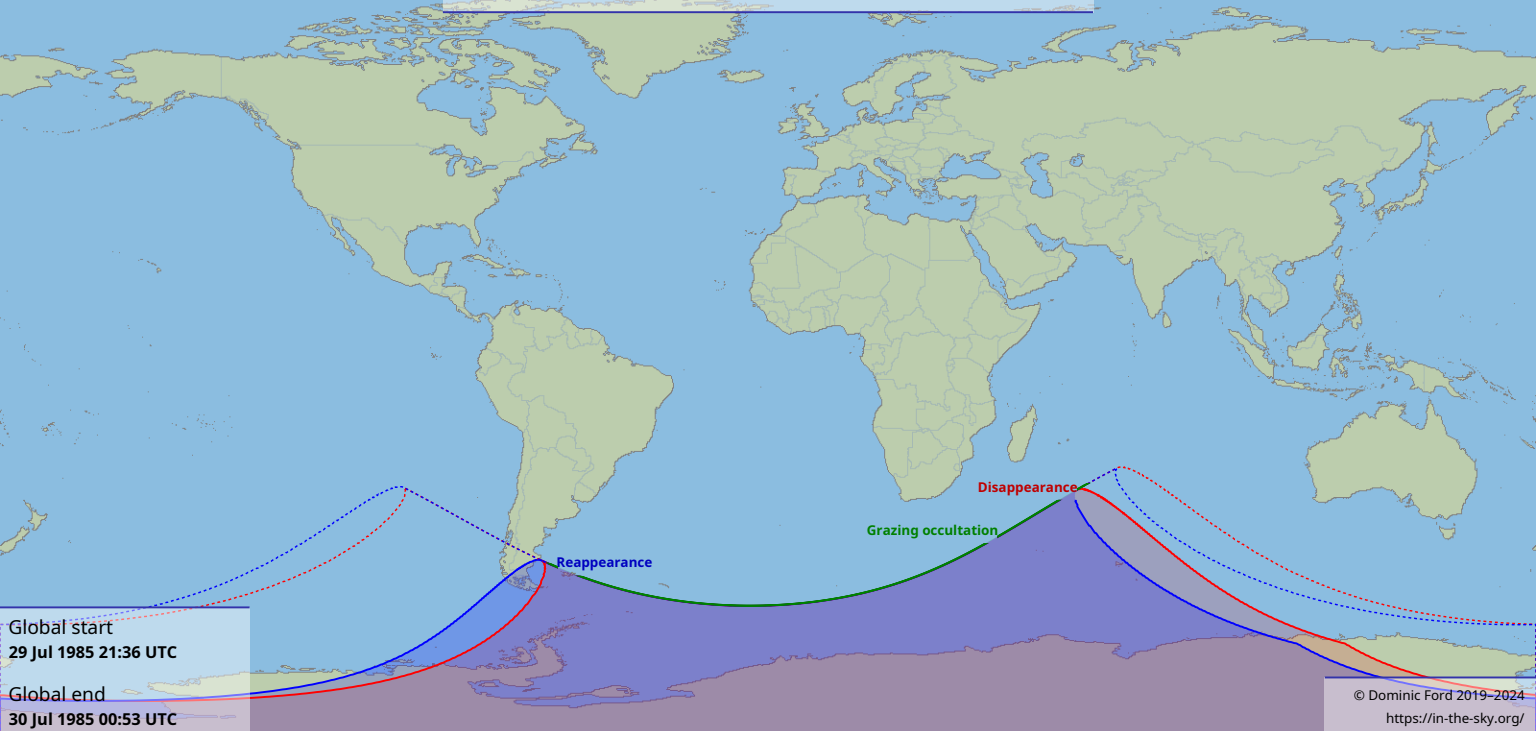 Disappearance
Grazing occultation
Reappearance
Global start
29 Jul 1985 21:36 UTC
Global end
30 Jul 1985 00:53 UTC
© Dominic Ford 2019–2024
https://in-the-sky.org/